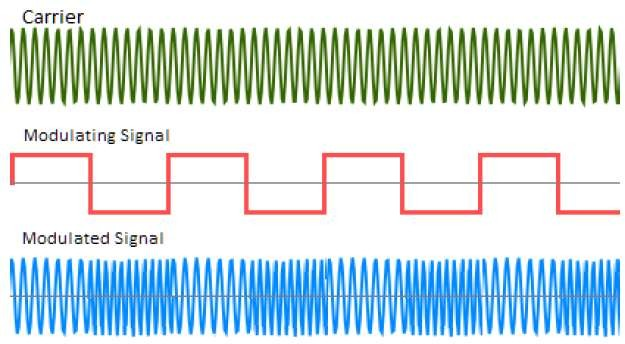 Carrier
Modulating Signal
Modulated Signal